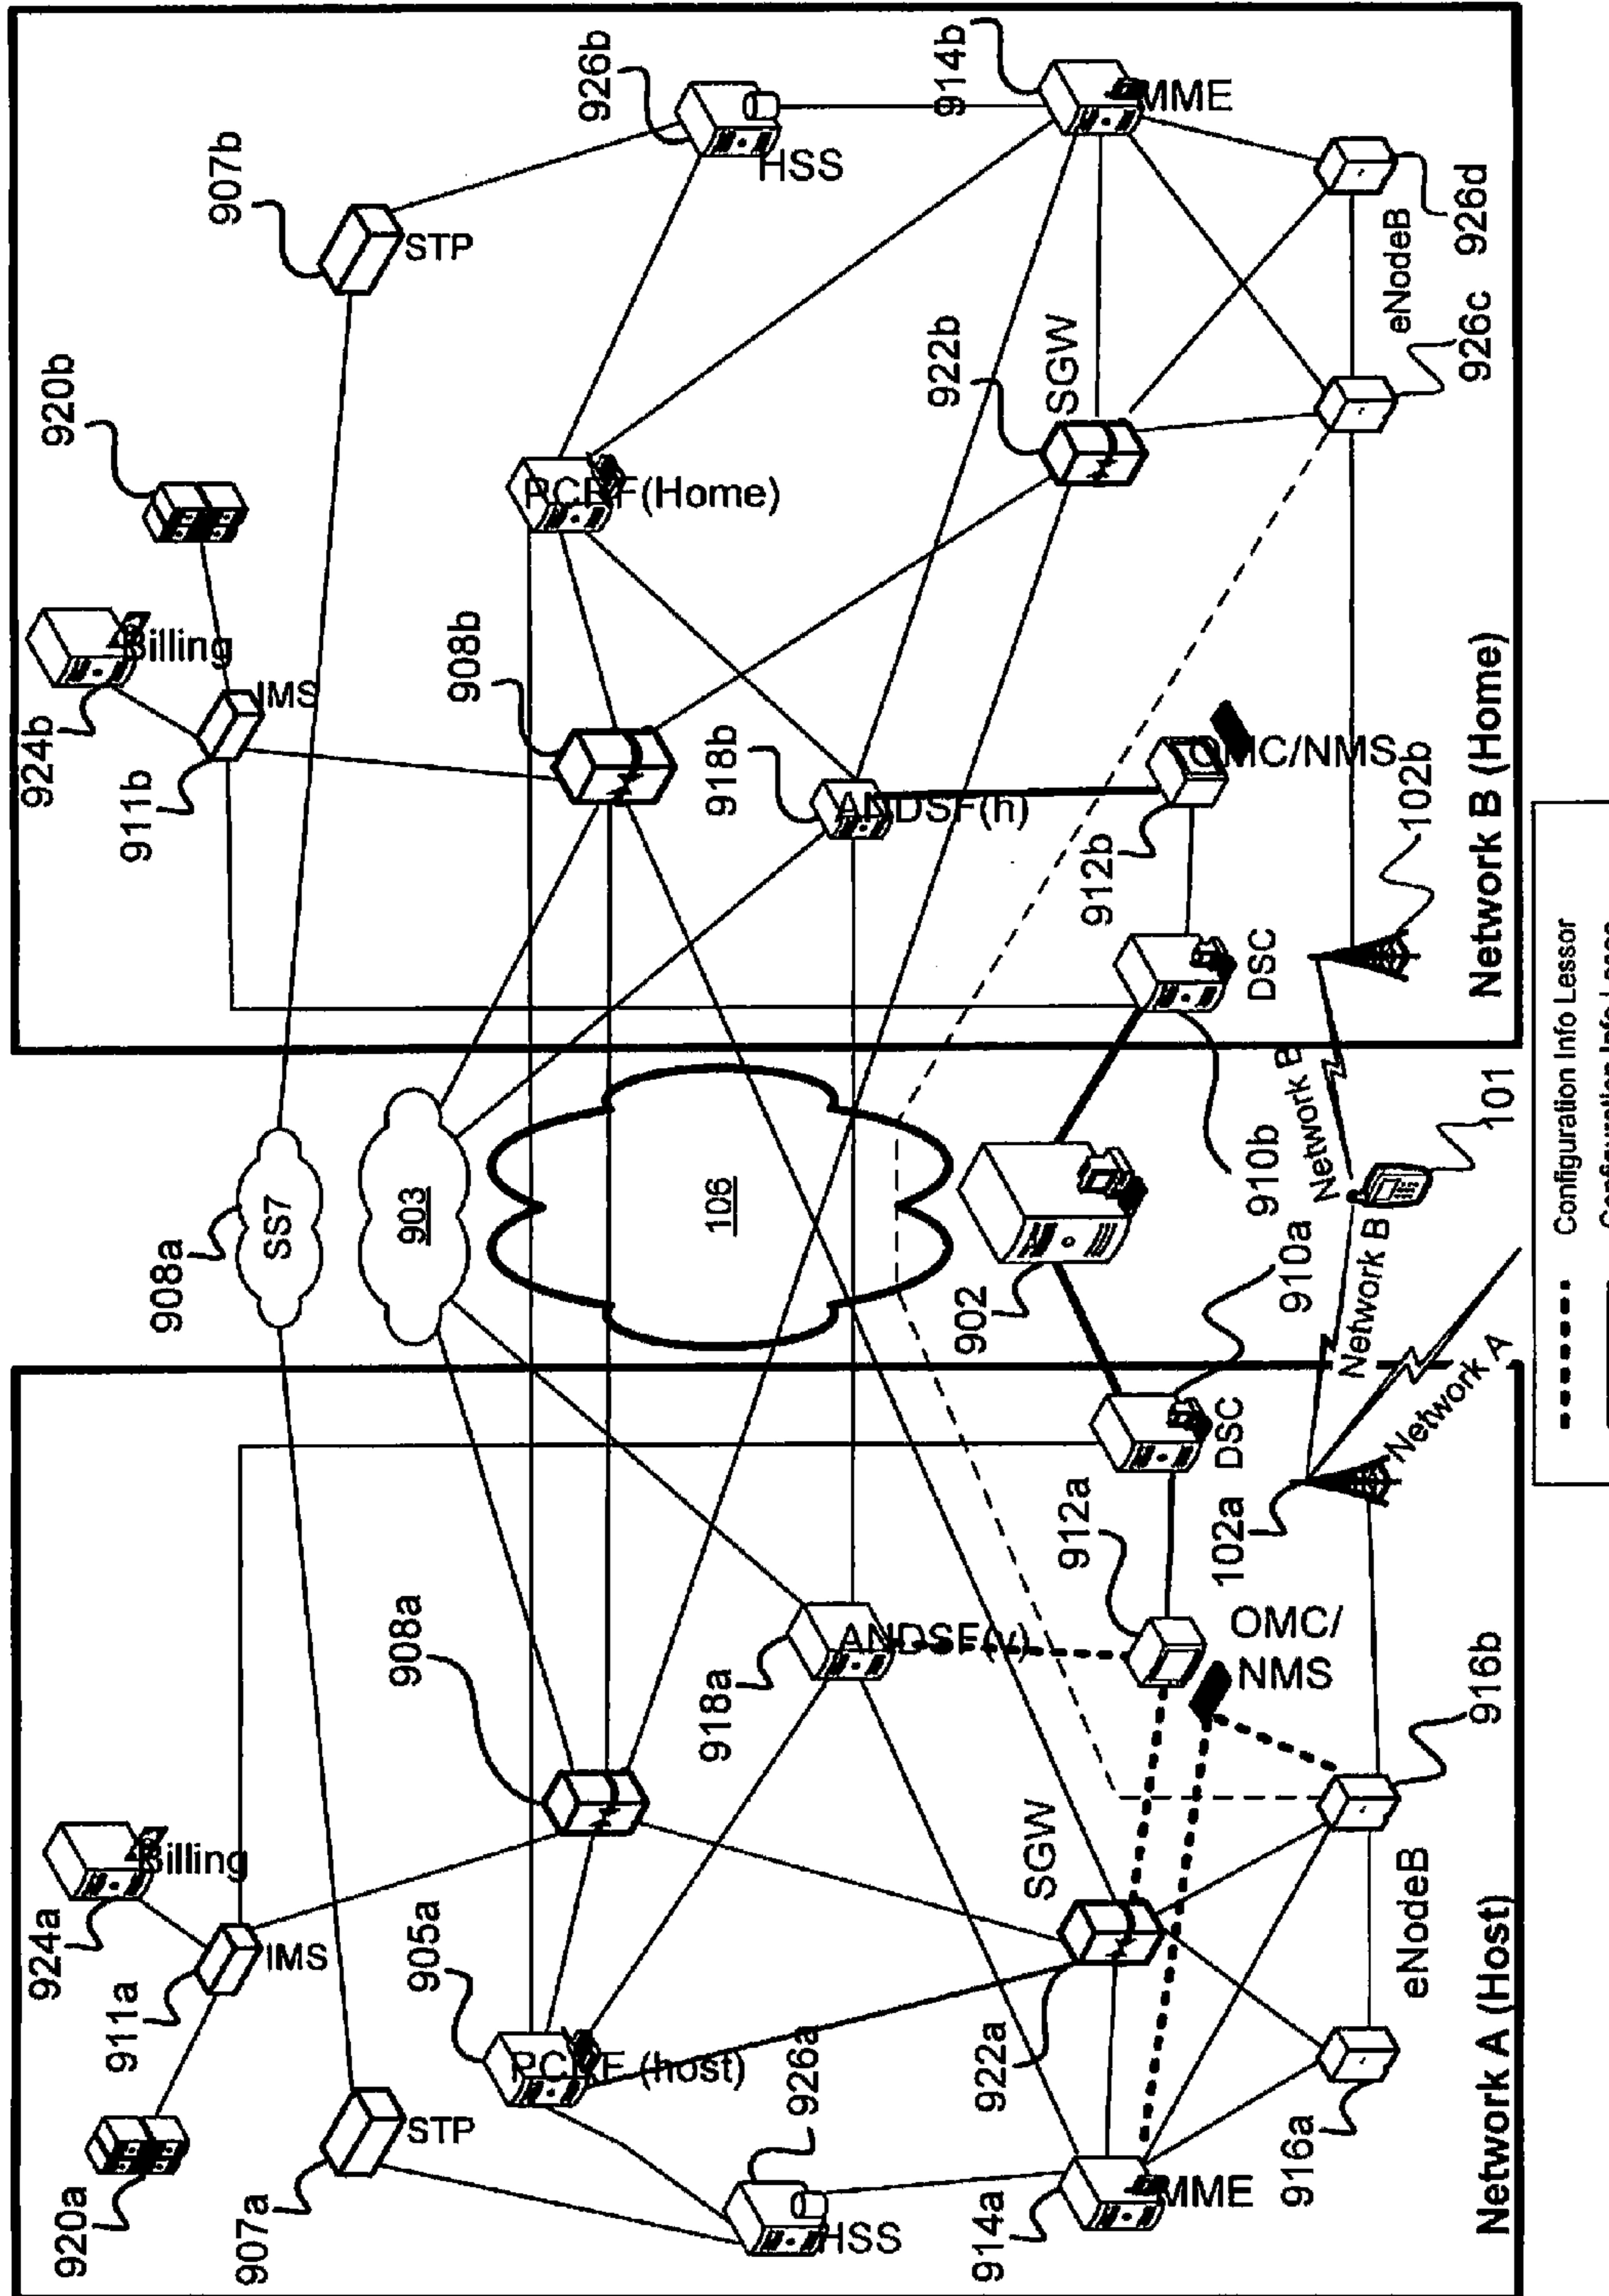 920a
924a
Billing
911a
IMS
907a
STP
905a
PCRF (host)
908a
926a
HSS
918a
ANDSF(v)
914a
MME
922a
SGW
912a
OMC/
NMS
916a
916b
eNodeB
DSC
910a
102a
Network A (Host)
908a
SS7
903
106
902
910b
Network A
Network B
Network B
101
924b
Billing
920b
911b
IMS
907b
STP
926b
HSS
908b
PCRF(Home)
918b
ANDSF(h)
922b
SGW
914b
MME
912b
OMC/NMS
DSC
102b
926c
926d
eNodeB
Network B (Home)
Configuration Info Lessor